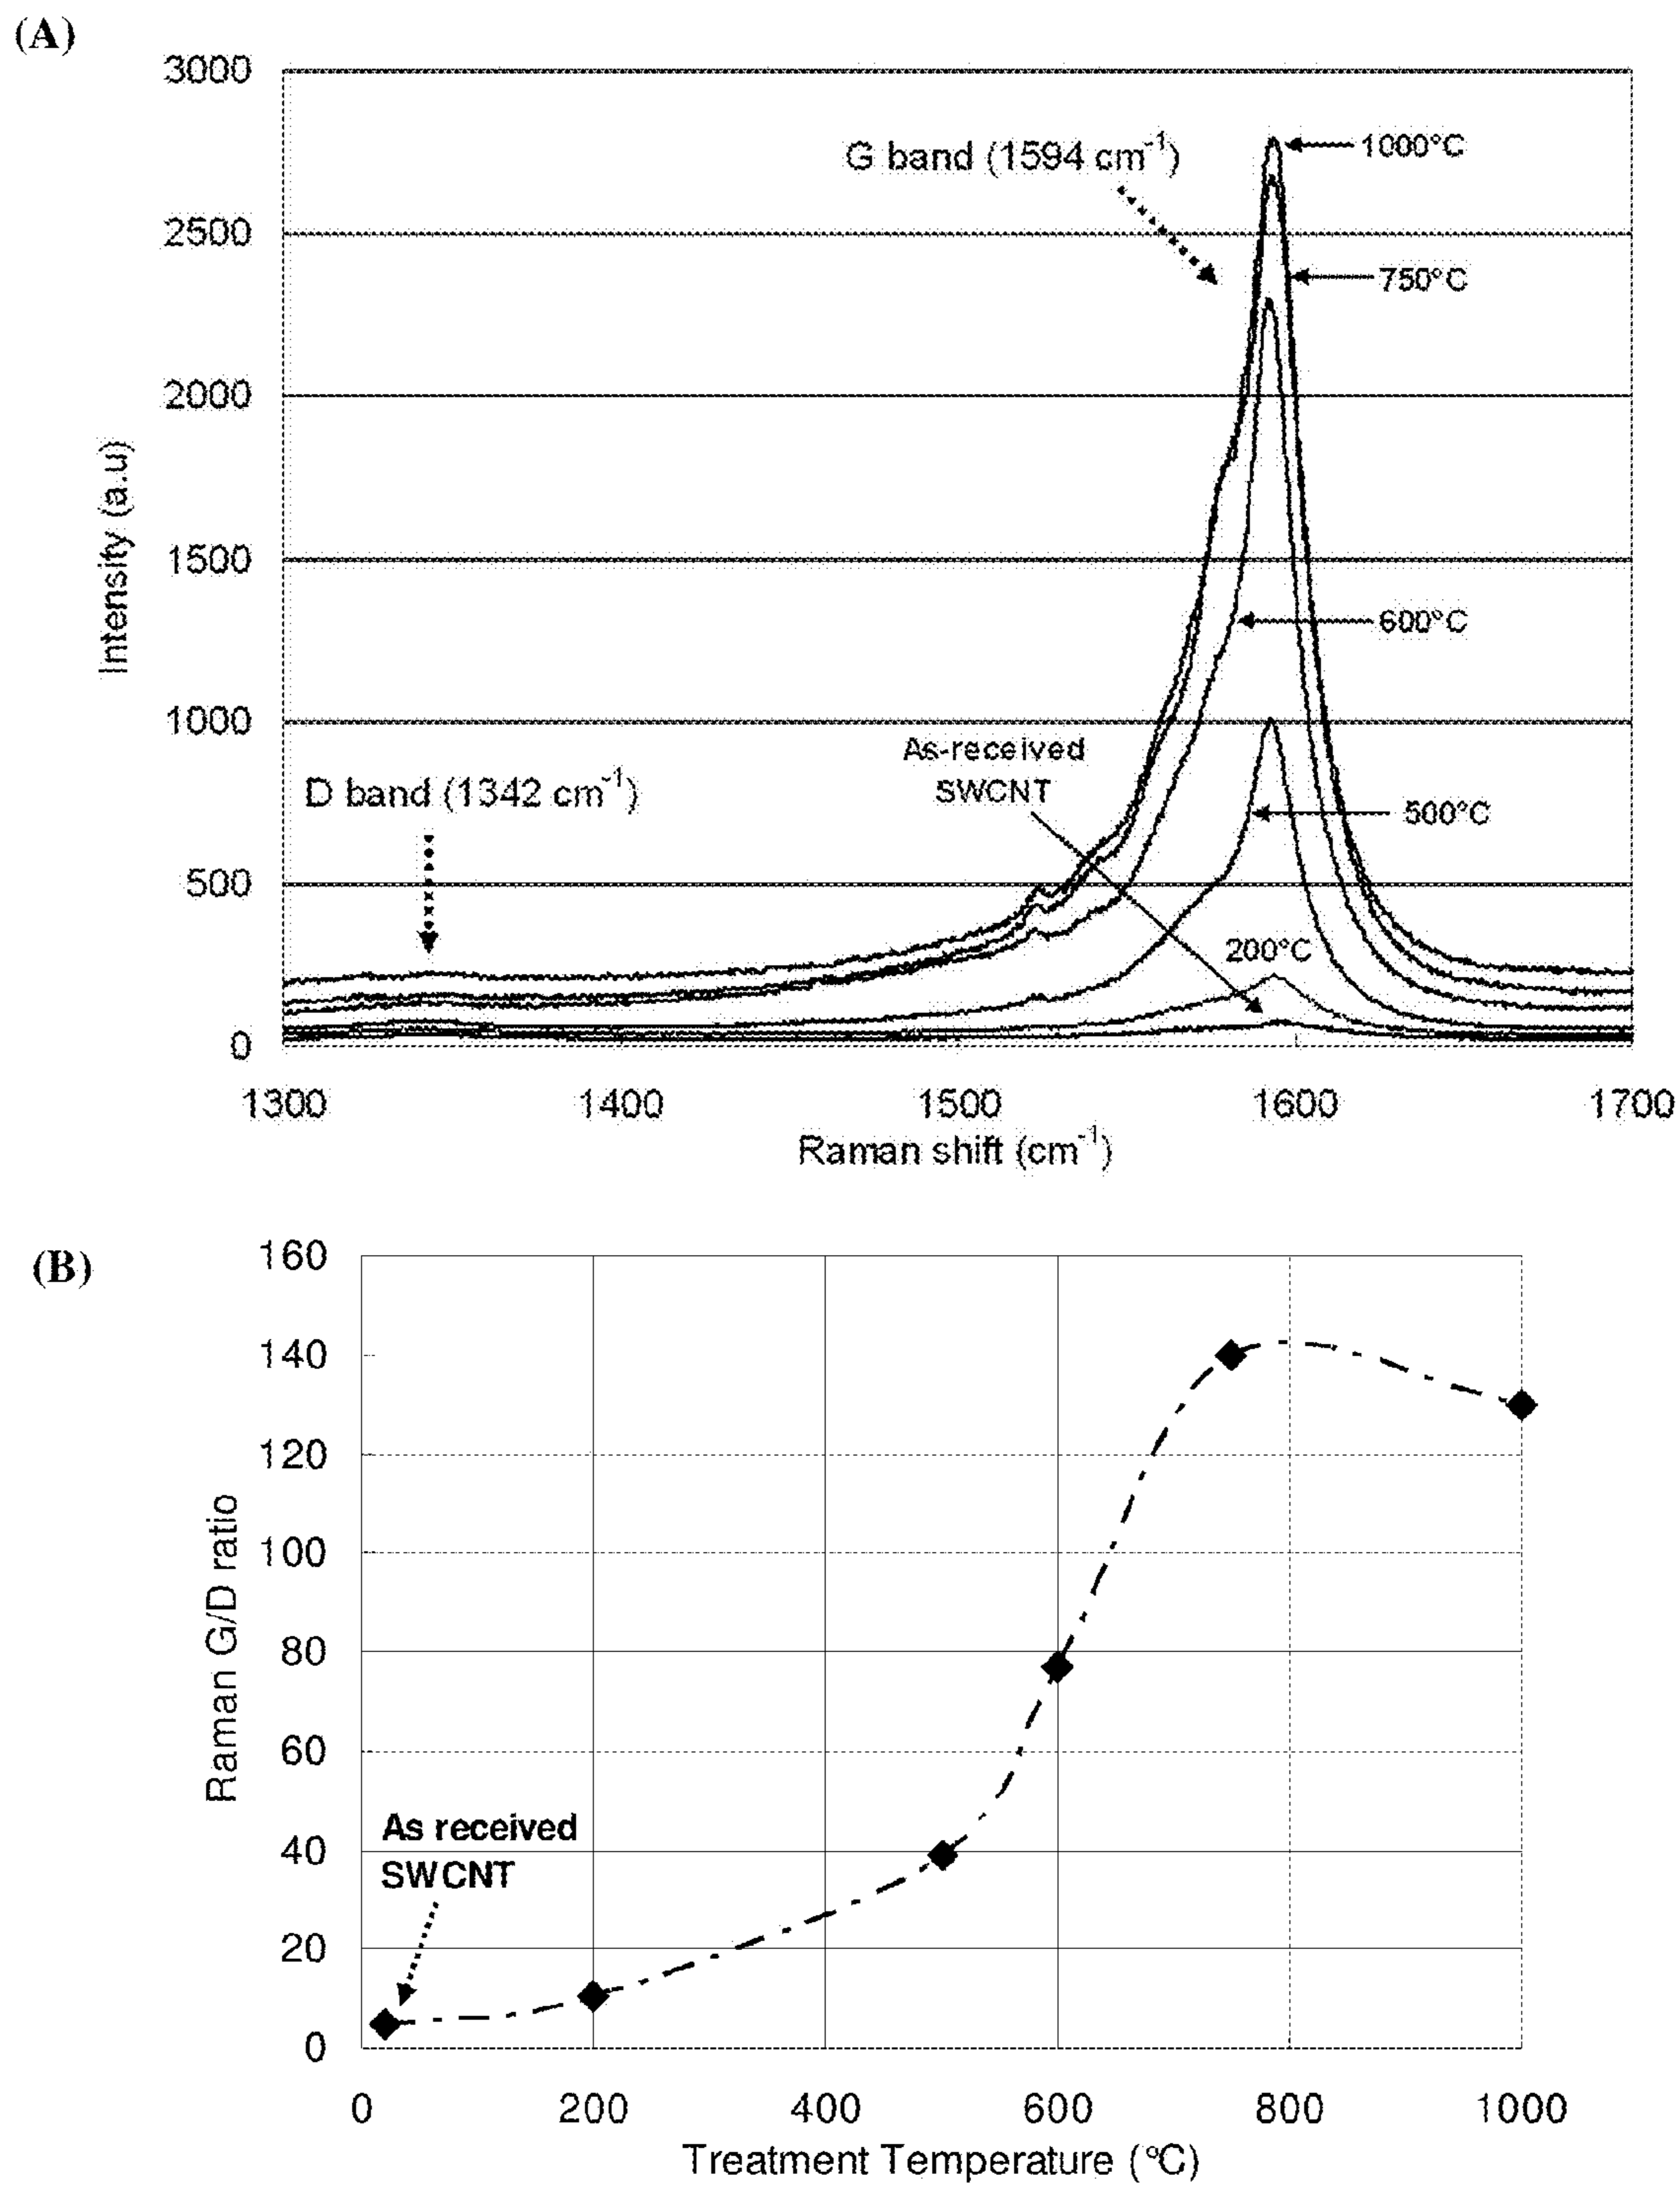 (A)
3000
2500
2000
1500
1000
500
0
Intensity (a.u)
G band (1594 cm⁻¹)
1000°C
750°C
600°C
As-received
SWCNT
D band (1342 cm⁻¹)
500°C
200°C
1300 1400 1500 1600 1700
Raman shift (cm⁻¹)
(B)
160
140
120
100
80
60
40
20
0
Raman G/D ratio
As received
SWCNT
0 200 400 600 800 1000
Treatment Temperature (°C)